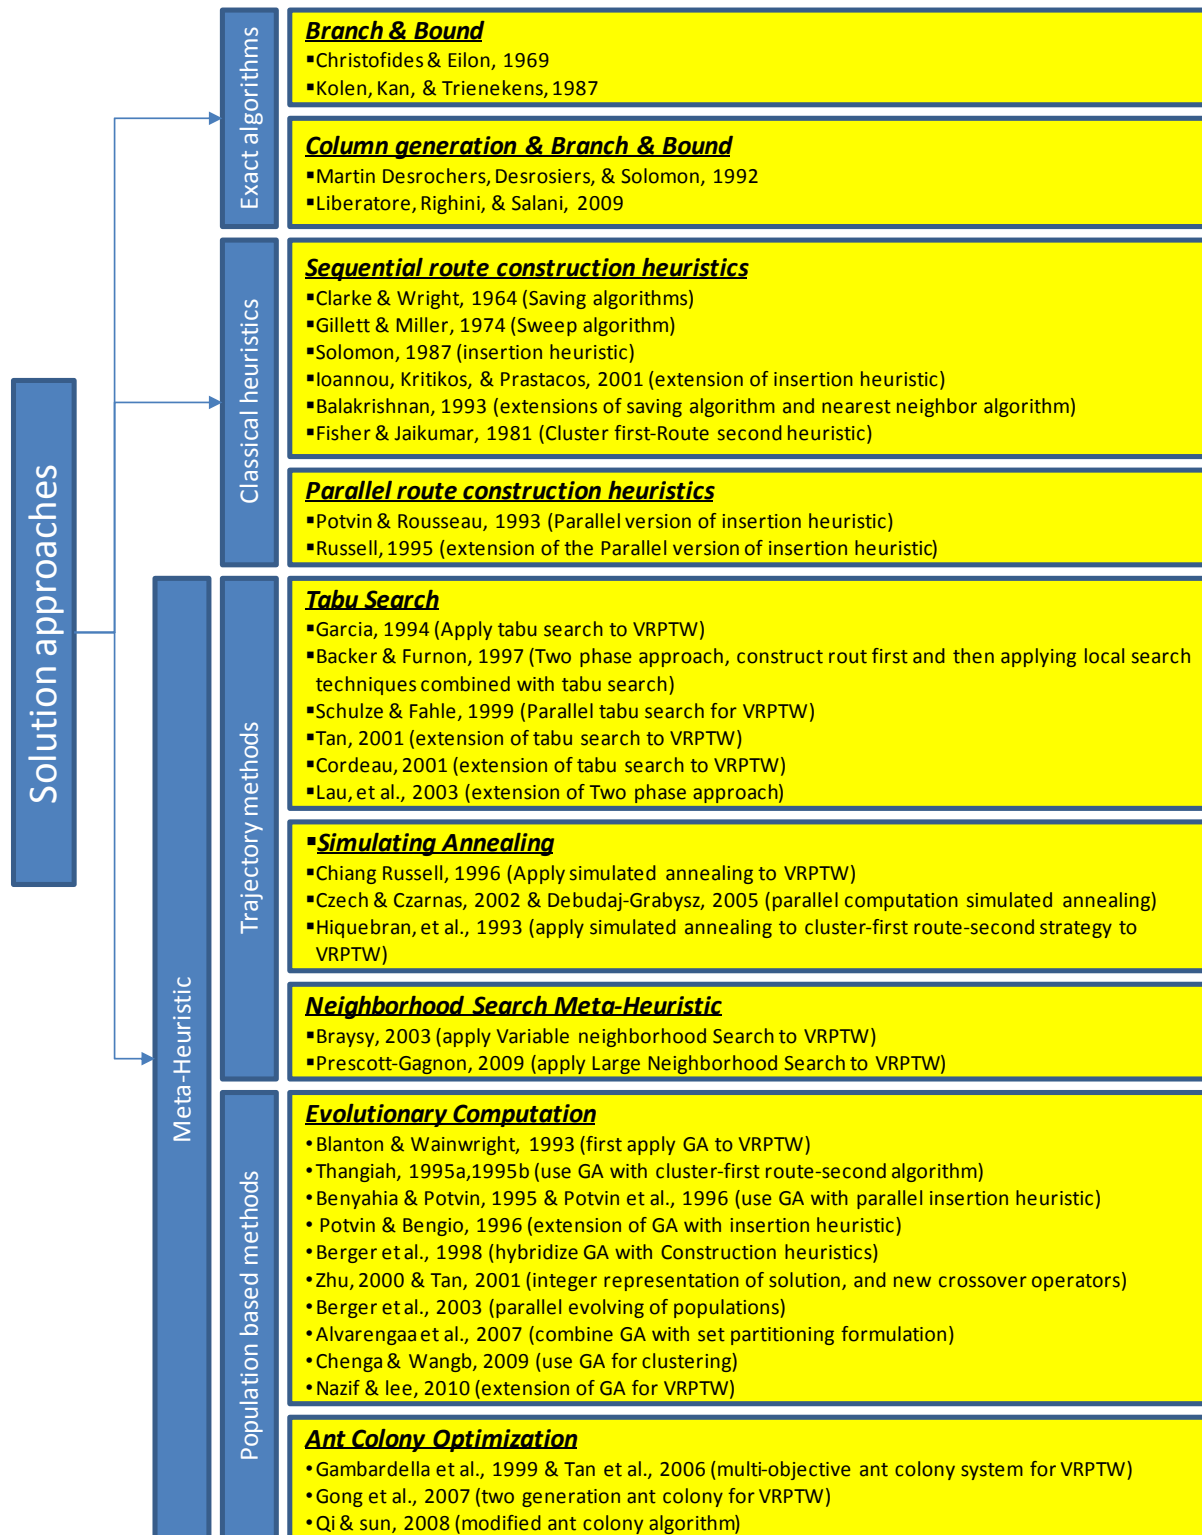 Solution approaches
Exact algorithms
Branch & Bound
▪Christofides & Eilon, 1969
▪Kolen, Kan, & Trienekens, 1987
Column generation & Branch & Bound
▪Martin Desrochers, Desrosiers, & Solomon, 1992
▪Liberatore, Righini, & Salani, 2009
Classical heuristics
Sequential route construction heuristics
▪Clarke & Wright, 1964 (Saving algorithms)
▪Gillett & Miller, 1974 (Sweep algorithm)
▪Solomon, 1987 (insertion heuristic)
▪Ioannou, Kritikos, & Prastacos, 2001 (extension of insertion heuristic)
▪Balakrishnan, 1993 (extensions of saving algorithm and nearest neighbor algorithm)
▪Fisher & Jaikumar, 1981 (Cluster first-Route second heuristic)
Parallel route construction heuristics
▪Potvin & Rousseau, 1993 (Parallel version of insertion heuristic)
▪Russell, 1995 (extension of the Parallel version of insertion heuristic)
Meta-Heuristic
Trajectory methods
Tabu Search
▪Garcia, 1994 (Apply tabu search to VRPTW)
▪Backer & Furnon, 1997 (Two phase approach, construct rout first and then applying local search
techniques combined with tabu search)
▪Schulze & Fahle, 1999 (Parallel tabu search for VRPTW)
▪Tan, 2001 (extension of tabu search to VRPTW)
▪Cordeau, 2001 (extension of tabu search to VRPTW)
▪Lau, et al., 2003 (extension of Two phase approach)
▪Simulating Annealing
▪Chiang Russell, 1996 (Apply simulated annealing to VRPTW)
▪Czech & Czarnas, 2002 & Debudaj-Grabysz, 2005 (parallel computation simulated annealing)
▪Hiquebran, et al., 1993 (apply simulated annealing to cluster-first route-second strategy to
VRPTW)
Neighborhood Search Meta-Heuristic
▪Braysy, 2003 (apply Variable neighborhood Search to VRPTW)
▪Prescott-Gagnon, 2009 (apply Large Neighborhood Search to VRPTW)
Population based methods
Evolutionary Computation
• Blanton & Wainwright, 1993 (first apply GA to VRPTW)
• Thangiah, 1995a,1995b (use GA with cluster-first route-second algorithm)
• Benyahia & Potvin, 1995 & Potvin et al., 1996 (use GA with parallel insertion heuristic)
• Potvin & Bengio, 1996 (extension of GA with insertion heuristic)
• Berger et al., 1998 (hybridize GA with Construction heuristics)
• Zhu, 2000 & Tan, 2001 (integer representation of solution, and new crossover operators)
• Berger et al., 2003 (parallel evolving of populations)
• Alvarengaa et al., 2007 (combine GA with set partitioning formulation)
• Chenga & Wangb, 2009 (use GA for clustering)
• Nazif & lee, 2010 (extension of GA for VRPTW)
Ant Colony Optimization
• Gambardella et al., 1999 & Tan et al., 2006 (multi-objective ant colony system for VRPTW)
• Gong et al., 2007 (two generation ant colony for VRPTW)
• Qi & sun, 2008 (modified ant colony algorithm)